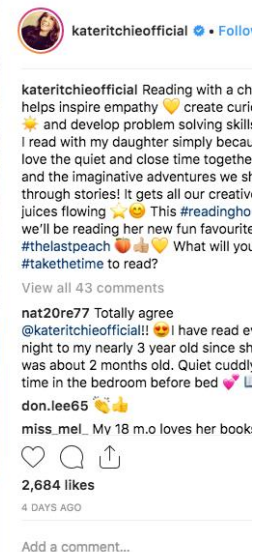 kateritchieofficial • Follo
kateritchieofficial Reading with a ch
helps inspire empathy 💛 create curi
☀️ and develop problem solving skill
I read with my daughter simply becau
love the quiet and close time togethe
and the imaginative adventures we sh
through stories! It gets all our creativ
juices flowing ⭐😊 This #readingho
we'll be reading her new fun favourite
#thelastpeach 🍑👍💛 What will you
#takethetime to read?
View all 43 comments
nat20re77 Totally agree
@kateritchieofficial!! 😍I have read e
night to my nearly 3 year old since sh
was about 2 months old. Quiet cuddly
time in the bedroom before bed 💕
don.lee65 👏👍
miss_mel_ My 18 m.o loves her book
2,684 likes
4 DAYS AGO
Add a comment...